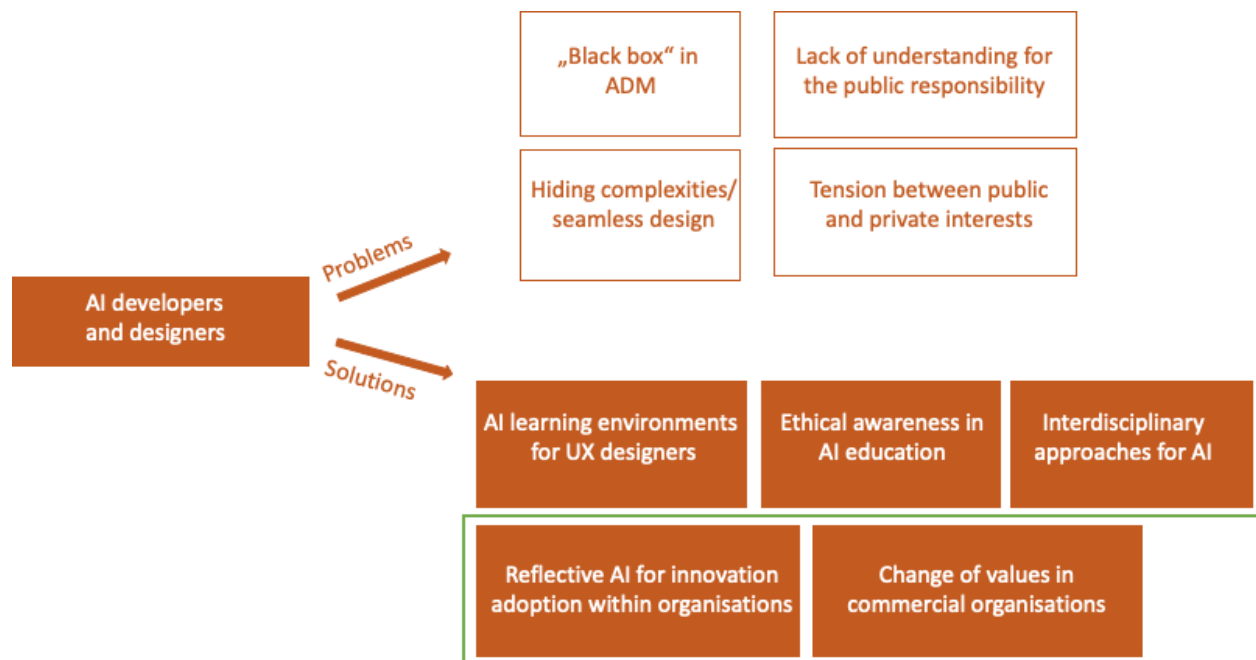 „Black box“ in
ADM
Lack of understanding for
the public responsibility
Hiding complexities/
seamless design
Tension between public
and private interests
Problems
AI developers
and designers
Solutions
AI learning environments
for UX designers
Ethical awareness in
AI education
Interdisciplinary
approaches for AI
Reflective AI for innovation
adoption within organisations
Change of values in
commercial organisations